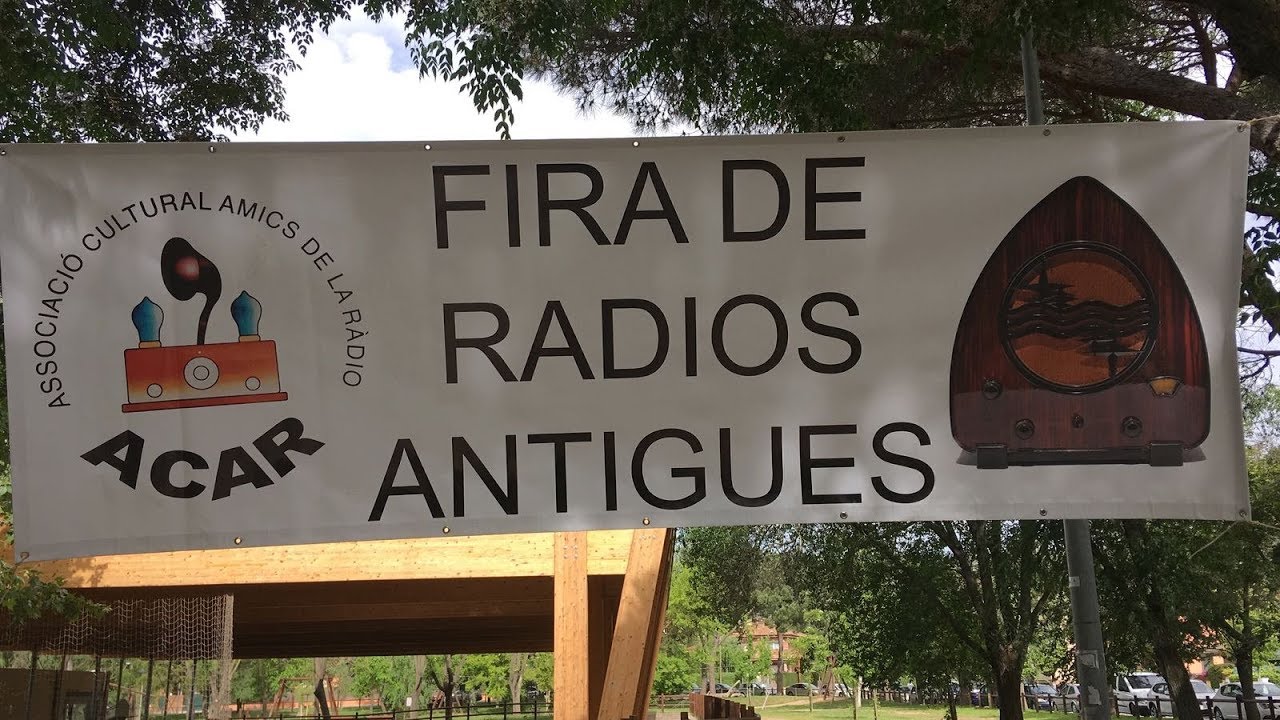 ASSOCIACIÓ CULTURAL AMICS DE LA RÀDIO
ACAR
FIRA DE
RADIOS
ANTIGUES